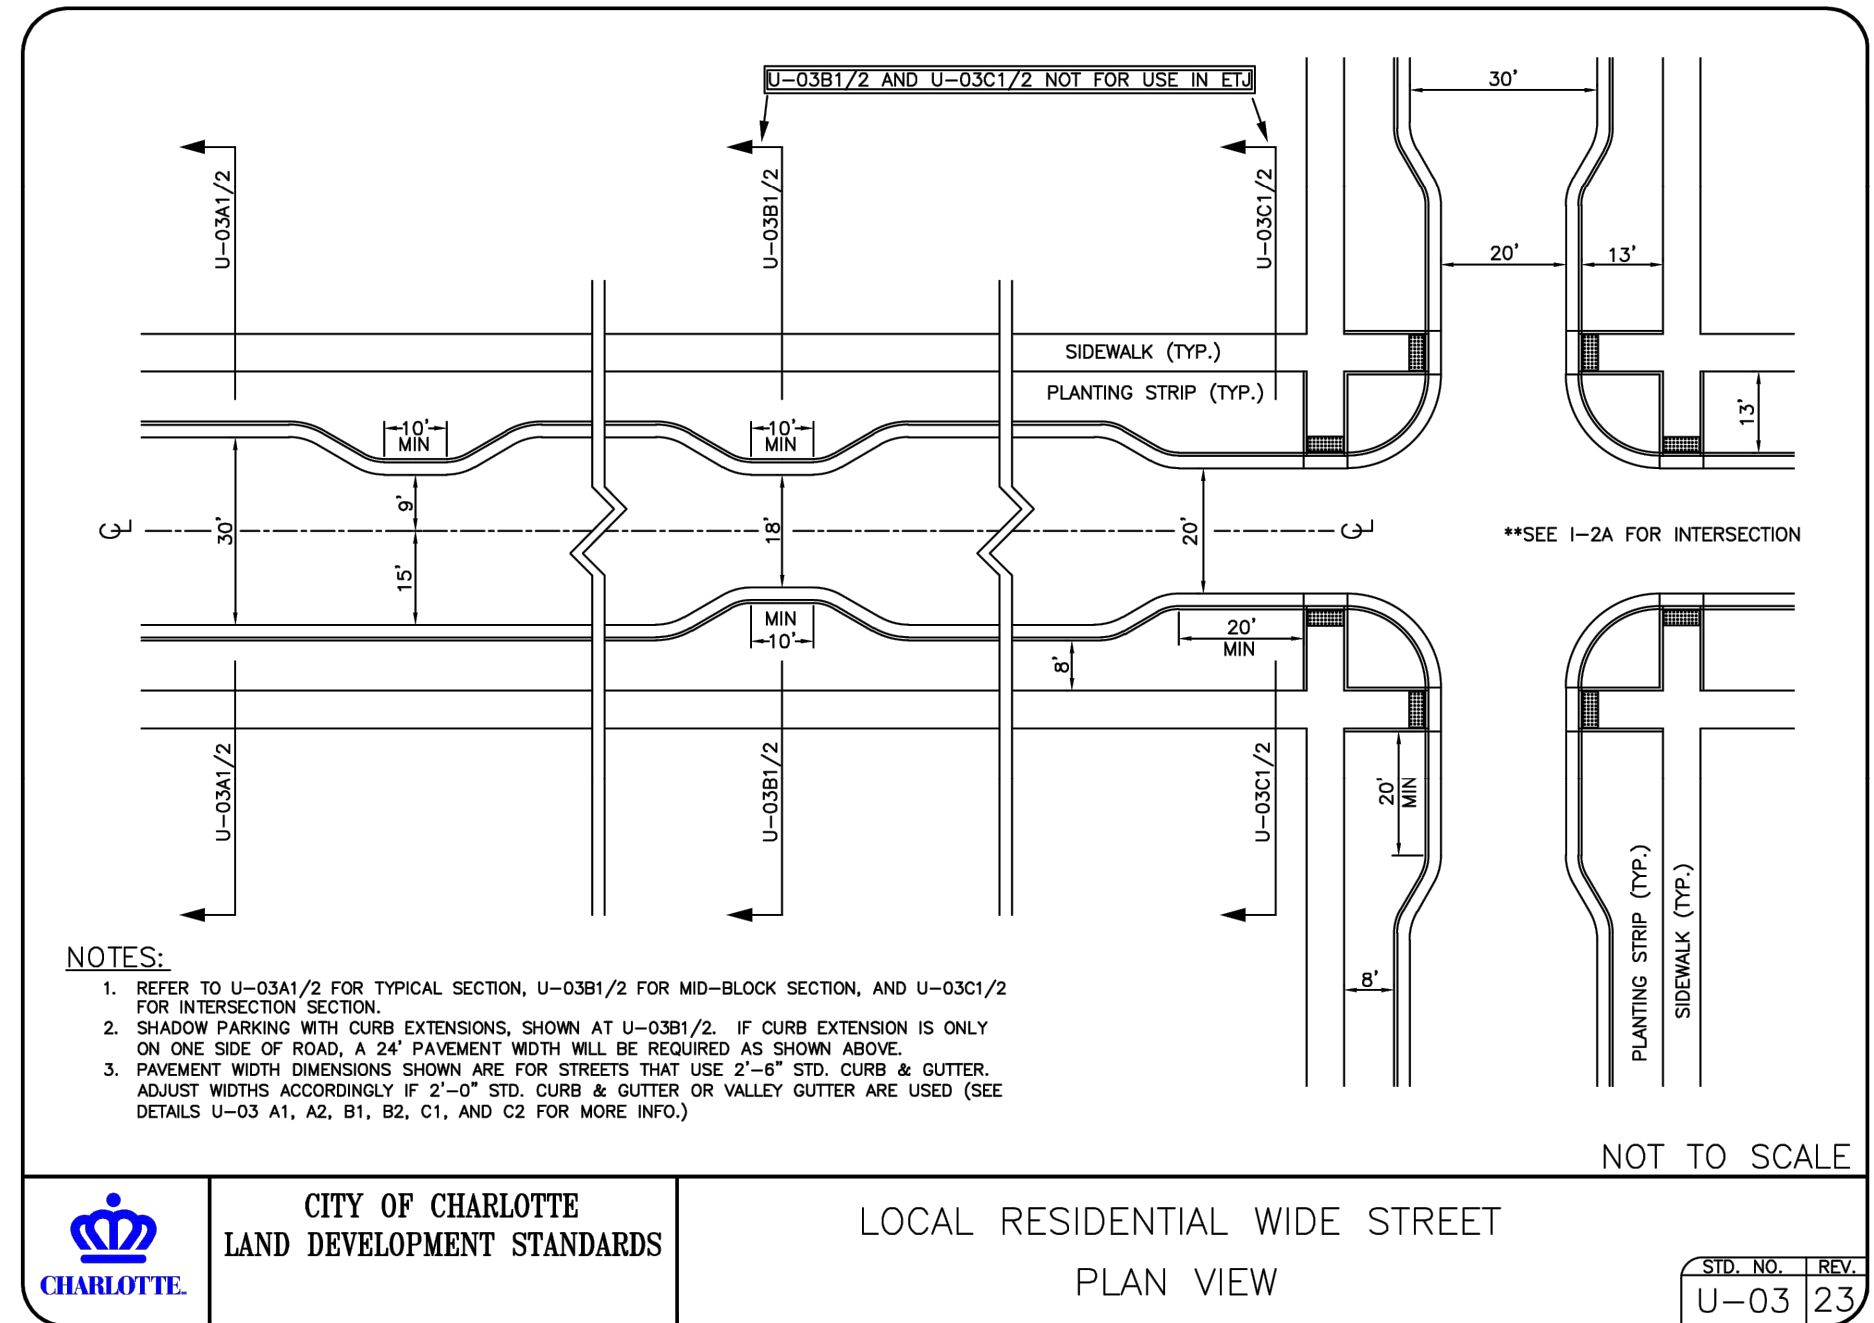 U-03B1/2 AND U-03C1/2 NOT FOR USE IN ETJ
30'
U-03A1/2
U-03B1/2
U-03C1/2
20'
13'
SIDEWALK (TYP.)
PLANTING STRIP (TYP.)
13'
10'
MIN
10'
MIN
9'
30'
18'
20'
15'
**SEE I-2A FOR INTERSECTION
MIN
10'
20'
MIN
8'
U-03A1/2
U-03B1/2
U-03C1/2
20'
MIN
8'
PLANTING STRIP (TYP.)
SIDEWALK (TYP.)
NOTES:
1. REFER TO U-03A1/2 FOR TYPICAL SECTION, U-03B1/2 FOR MID-BLOCK SECTION, AND U-03C1/2
FOR INTERSECTION SECTION.
2. SHADOW PARKING WITH CURB EXTENSIONS, SHOWN AT U-03B1/2. IF CURB EXTENSION IS ONLY
ON ONE SIDE OF ROAD, A 24' PAVEMENT WIDTH WILL BE REQUIRED AS SHOWN ABOVE.
3. PAVEMENT WIDTH DIMENSIONS SHOWN ARE FOR STREETS THAT USE 2'-6" STD. CURB & GUTTER.
ADJUST WIDTHS ACCORDINGLY IF 2'-0" STD. CURB & GUTTER OR VALLEY GUTTER ARE USED (SEE
DETAILS U-03 A1, A2, B1, B2, C1, AND C2 FOR MORE INFO.)
NOT TO SCALE
CHARLOTTE.
CITY OF CHARLOTTE
LAND DEVELOPMENT STANDARDS
LOCAL RESIDENTIAL WIDE STREET
PLAN VIEW
STD. NO. REV.
U-03 23